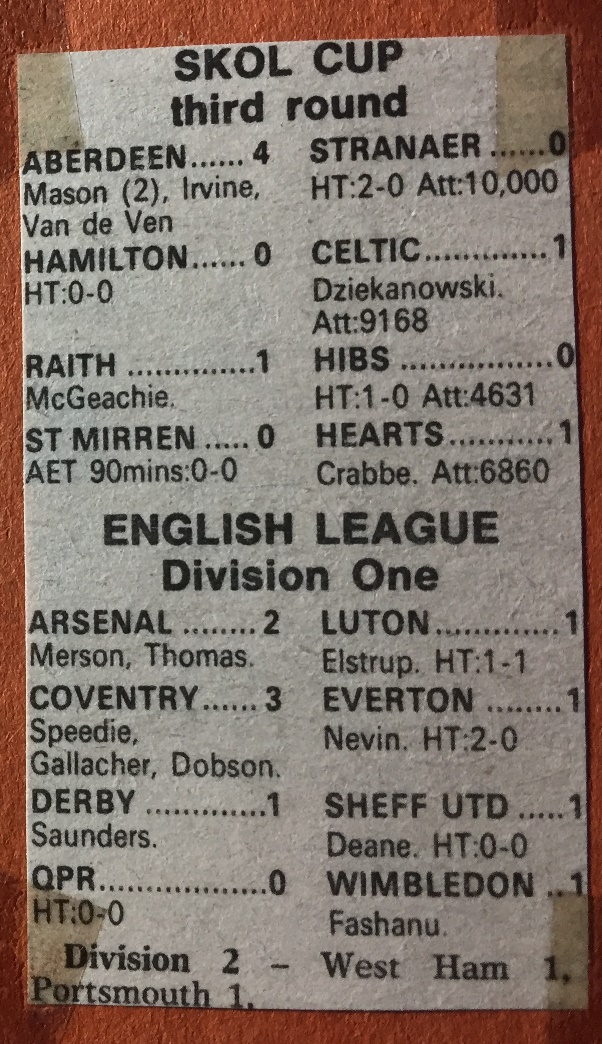 SKOL CUP
third round
ABERDEEN...... 4 STRANAER ......0
Mason (2), Irvine, HT:2-0 Att:10,000
Van de Ven
HAMILTON...... 0 CELTIC.............1
HT:0-0 Dziekanowski.
Att:9168
RAITH ..............1 HIBS .................0
McGeachie. HT:1-0 Att:4631
ST MIRREN ..... 0 HEARTS...........1
AET 90mins:0-0 Crabbe. Att:6860
ENGLISH LEAGUE
Division One
ARSENAL ........ 2 LUTON.............1
Merson, Thomas. Elstrup. HT:1-1
COVENTRY...... 3 EVERTON ........1
Speedie, Nevin. HT:2-0
Gallacher, Dobson.
DERBY .............1 SHEFF UTD .....1
Saunders. Deane. HT:0-0
QPR...................0 WIMBLEDON ..1
HT:0-0 Fashanu.
Division 2 – West Ham 1,
Portsmouth 1.